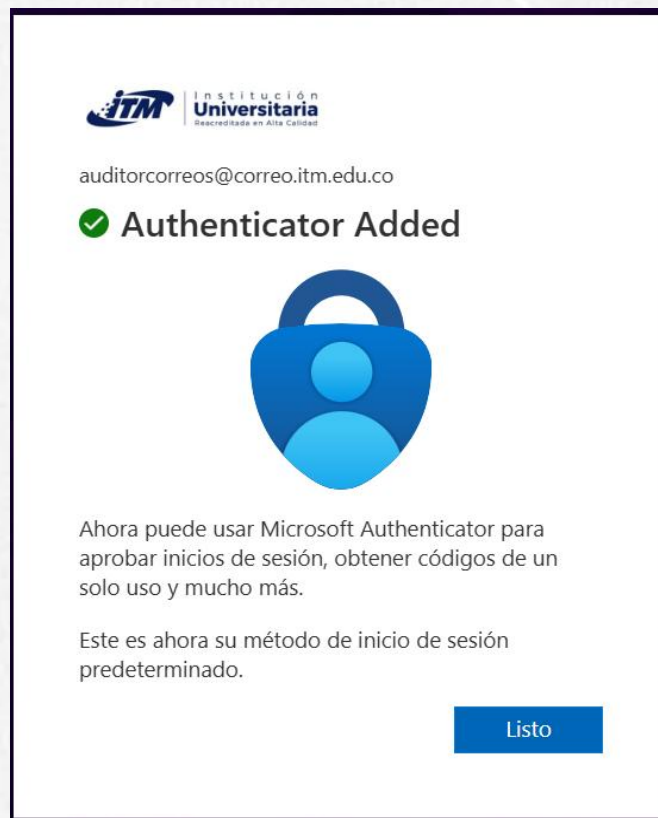 iTM
Institución
Universitaria
Reacreditada en Alta Calidad
auditorcorreos@correo.itm.edu.co
Authenticator Added
Ahora puede usar Microsoft Authenticator para
aprobar inicios de sesión, obtener códigos de un
solo uso y mucho más.
Este es ahora su método de inicio de sesión
predeterminado.
Listo